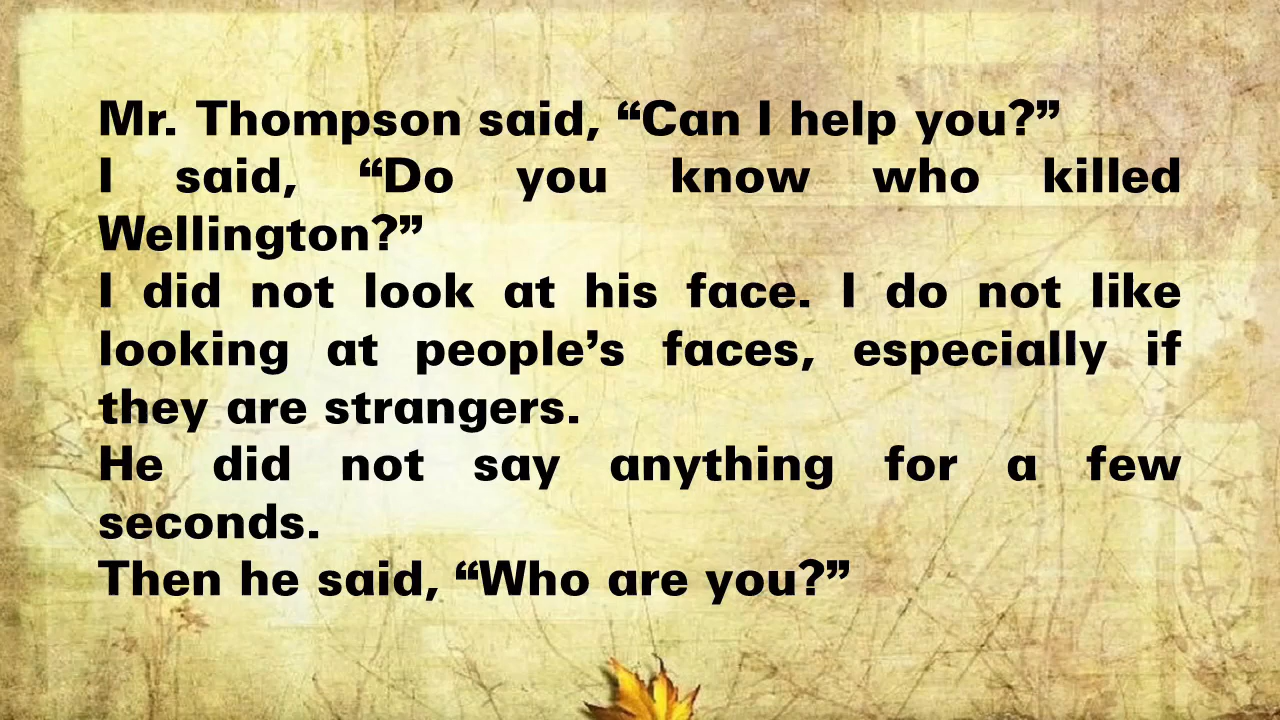 Mr. Thompson said, “Can I help you?”
I said, “Do you know who killed
Wellington?”
I did not look at his face. I do not like
looking at people’s faces, especially if
they are strangers.
He did not say anything for a few
seconds.
Then he said, “Who are you?”